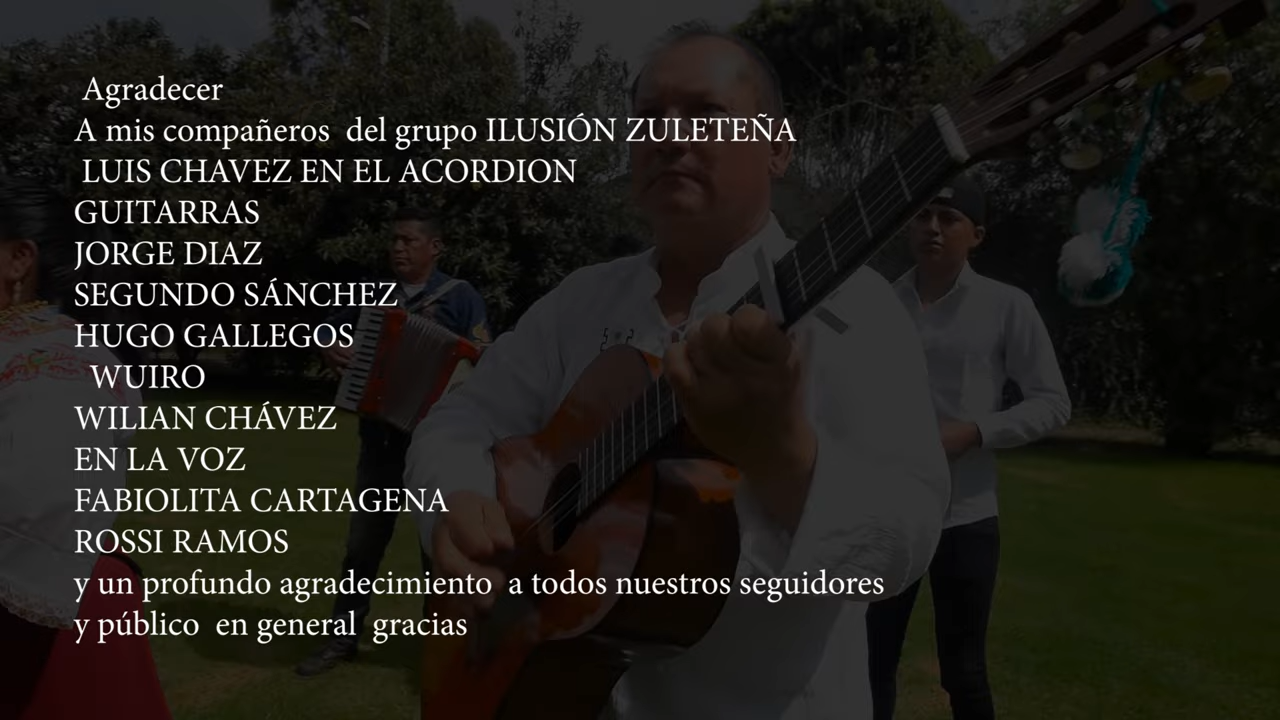 Agradecer
A mis compañeros del grupo ILUSIÓN ZULETEÑA
LUIS CHAVEZ EN EL ACORDION
GUITARRAS
JORGE DIAZ
SEGUNDO SÁNCHEZ
HUGO GALLEGOS
WUIRO
WILIAN CHÁVEZ
EN LA VOZ
FABIOLITA CARTAGENA
ROSSI RAMOS
y un profundo agradecimiento a todos nuestros seguidores
y público en general gracias